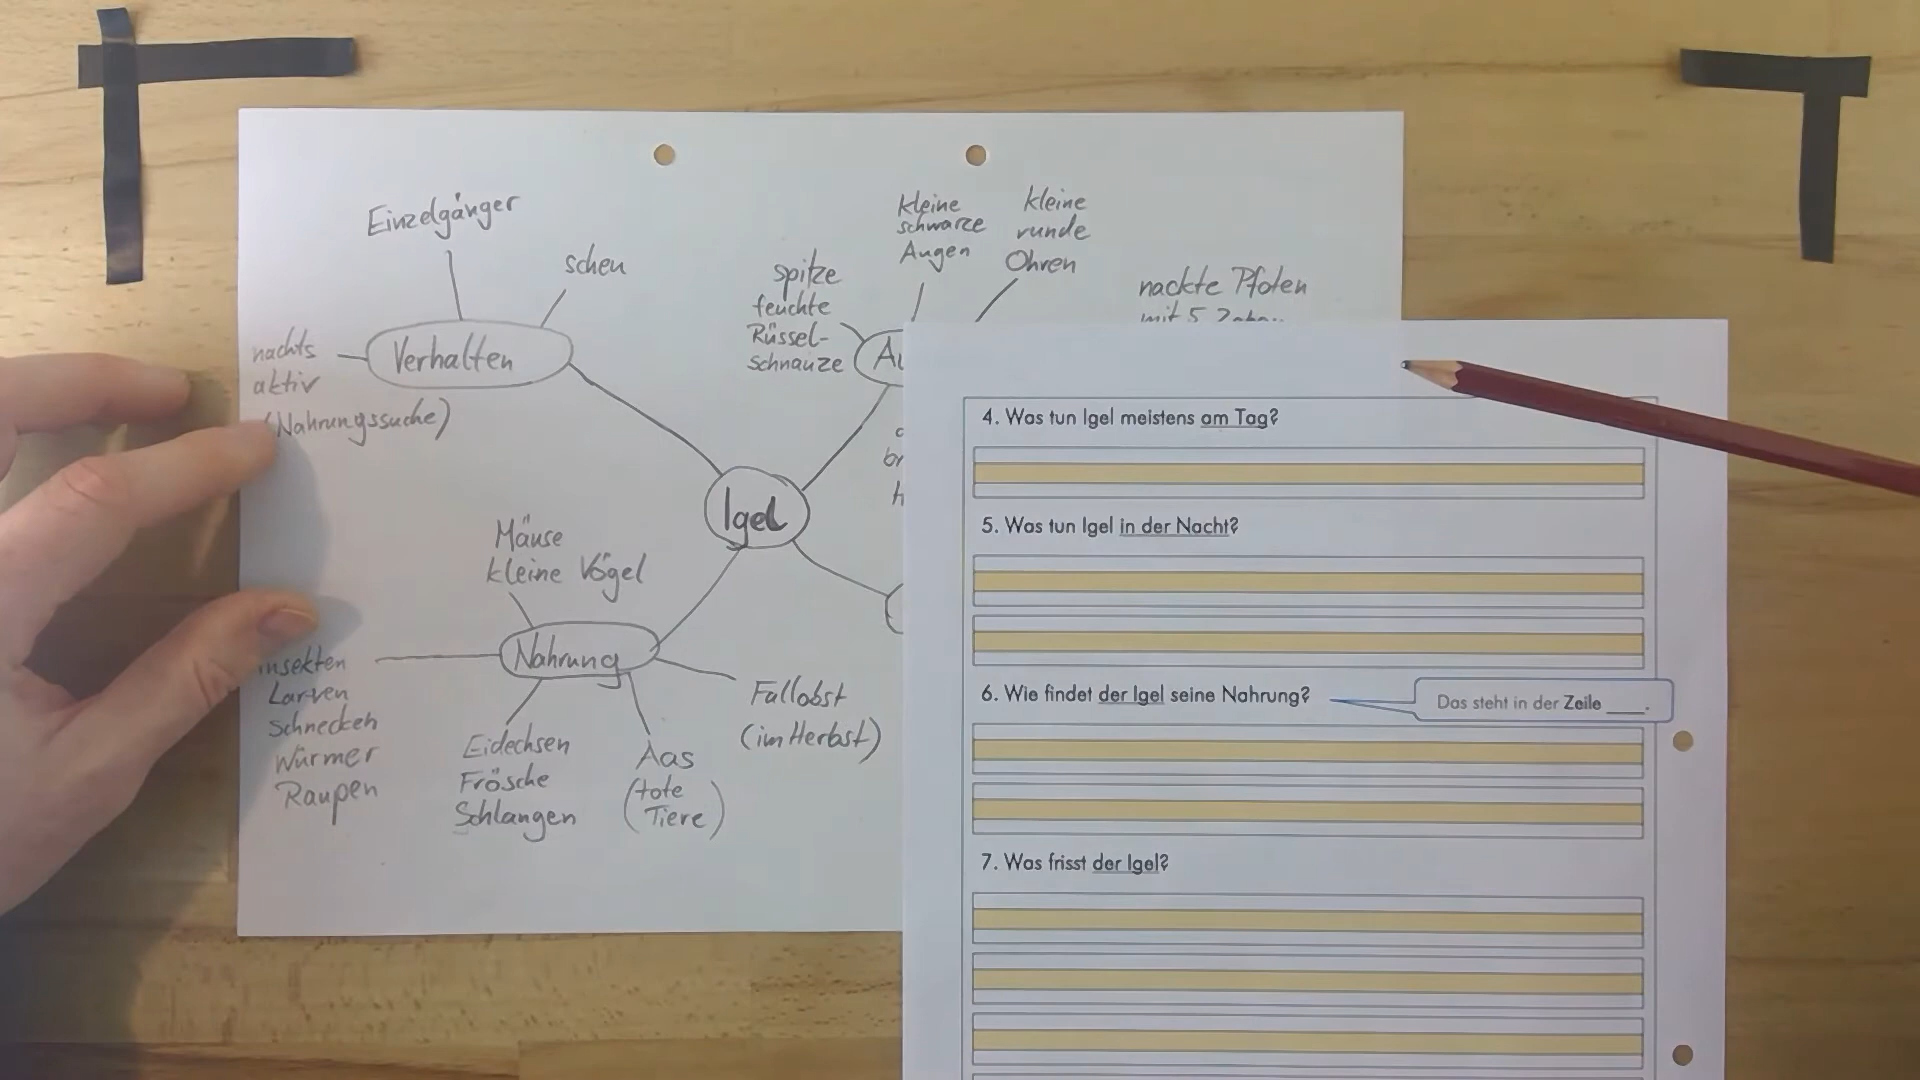 Einzelgänger
scheu
nachts
aktiv
(Nahrungssuche)
Verhalten
spitze
feuchte
Rüssel-
schnauze
kleine
schwarze
Augen
kleine
runde
Ohren
nackte Pfoten
mit 5
Igel
Mäuse
kleine Vögel
Nahrung
Insekten
Larven
Schnecken
Würmer
Raupen
Eidechsen
Frösche
Schlangen
Aas
(tote
Tiere)
Fallobst
(im Herbst)
4. Was tun Igel meistens am Tag?
5. Was tun Igel in der Nacht?
6. Wie findet der Igel seine Nahrung?
Das steht in der Zeile ____.
7. Was frisst der Igel?